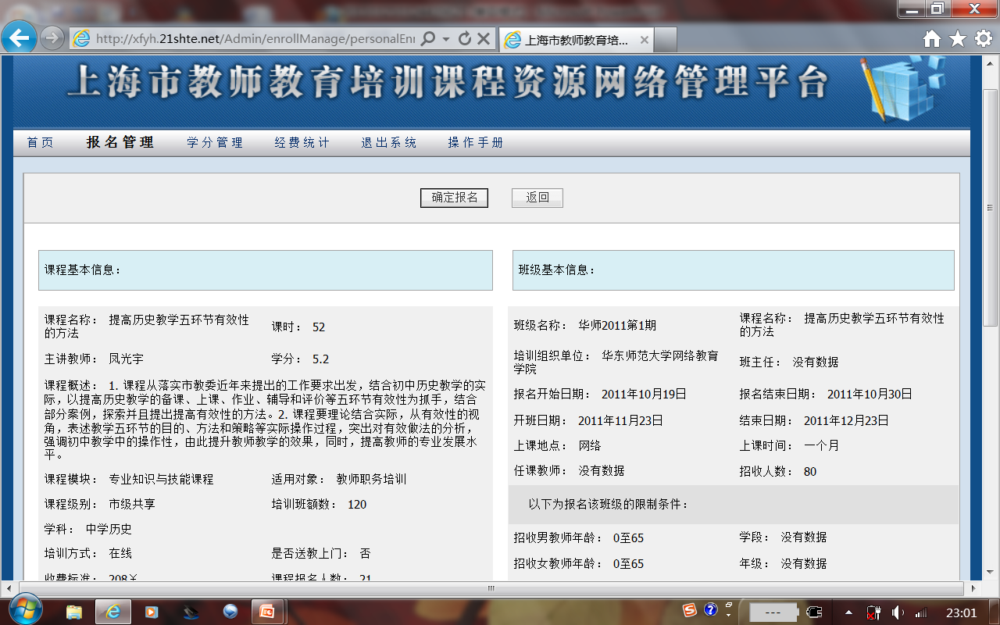 http://xfyh.21shte.net/Admin/enrollManage/personalEnr
上海市教师教育培...
上海市教师教育培训课程资源网络管理平台
首页 报名管理 学分管理 经费统计 退出系统 操作手册
确定报名 返回
课程基本信息：
课程名称： 提高历史教学五环节有效性
的方法
课时： 52
主讲教师： 凤光宇
学分： 5.2
课程概述： 1. 课程从落实市教委近年来提出的工作要求出发，结合初中历史教学的实
际，以提高历史教学的备课、上课、作业、辅导和评价等五环节有效性为抓手，结合
部分案例，探索并且提出提高有效性的方法。2. 课程要理论结合实际，从有效性的视
角，表述教学五环节的目的、方法和策略等实际操作过程，突出对有效做法的分析，
强调初中教学中的操作性，由此提升教师教学的效果，同时，提高教师的专业发展水
平。
课程模块： 专业知识与技能课程
适用对象： 教师职务培训
课程级别： 市级共享
培训班额数： 120
学科： 中学历史
培训方式： 在线
是否送教上门： 否
收费标准： 208￥
课程报名人数： 21
班级基本信息：
班级名称： 华师2011第1期
课程名称： 提高历史教学五环节有效性
的方法
培训组织单位： 华东师范大学网络教育
学院
班主任： 没有数据
报名开始日期： 2011年10月19日
报名结束日期： 2011年10月30日
开班日期： 2011年11月23日
结束日期： 2011年12月23日
上课地点： 网络
上课时间： 一个月
任课教师： 没有数据
招收人数： 80
以下为报名该班级的限制条件：
招收男教师年龄： 0至65
学段： 没有数据
招收女教师年龄： 0至65
年级： 没有数据
---
23:01